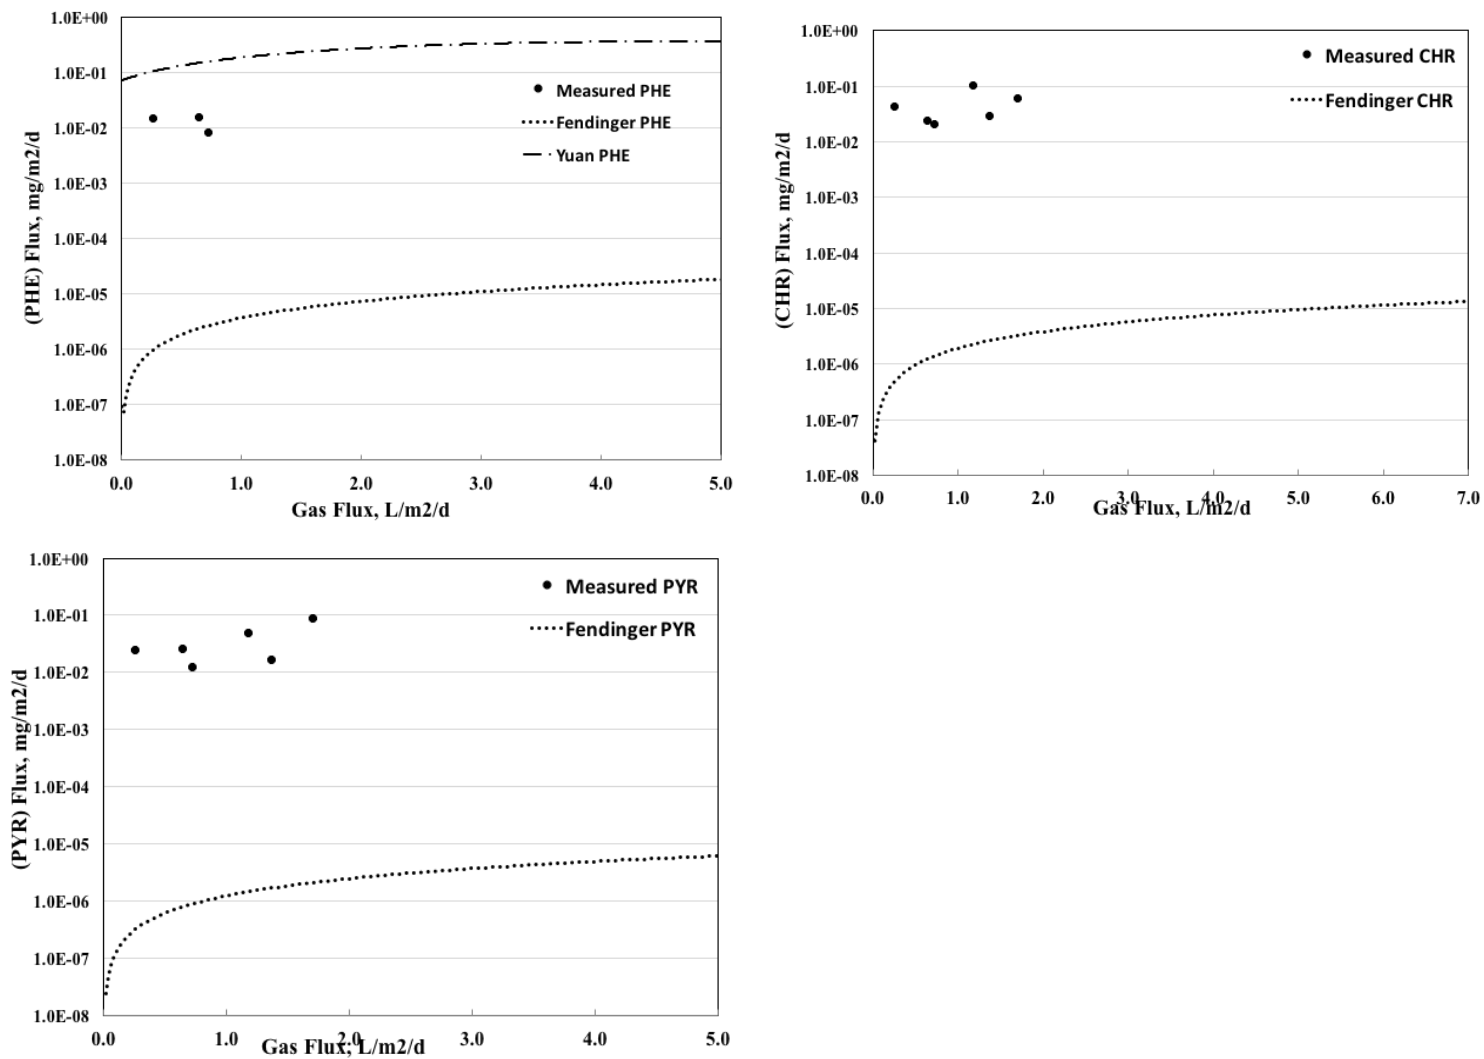 1.0E+00
1.0E-01
1.0E-02
1.0E-03
1.0E-04
1.0E-05
1.0E-06
1.0E-07
1.0E-08
(PHE) Flux, mg/m2/d
Measured PHE
Fendinger PHE
Yuan PHE
0.0 1.0 2.0 3.0 4.0 5.0
Gas Flux, L/m2/d
1.0E+00
1.0E-01
1.0E-02
1.0E-03
1.0E-04
1.0E-05
1.0E-06
1.0E-07
1.0E-08
(CHR) Flux, mg/m2/d
Measured CHR
Fendinger CHR
0.0 1.0 2.0 3.0 4.0 5.0 6.0 7.0
Gas Flux, L/m2/d
1.0E+00
1.0E-01
1.0E-02
1.0E-03
1.0E-04
1.0E-05
1.0E-06
1.0E-07
1.0E-08
(PYR) Flux, mg/m2/d
Measured PYR
Fendinger PYR
0.0 1.0 2.0 3.0 4.0 5.0
Gas Flux, L/m2/d